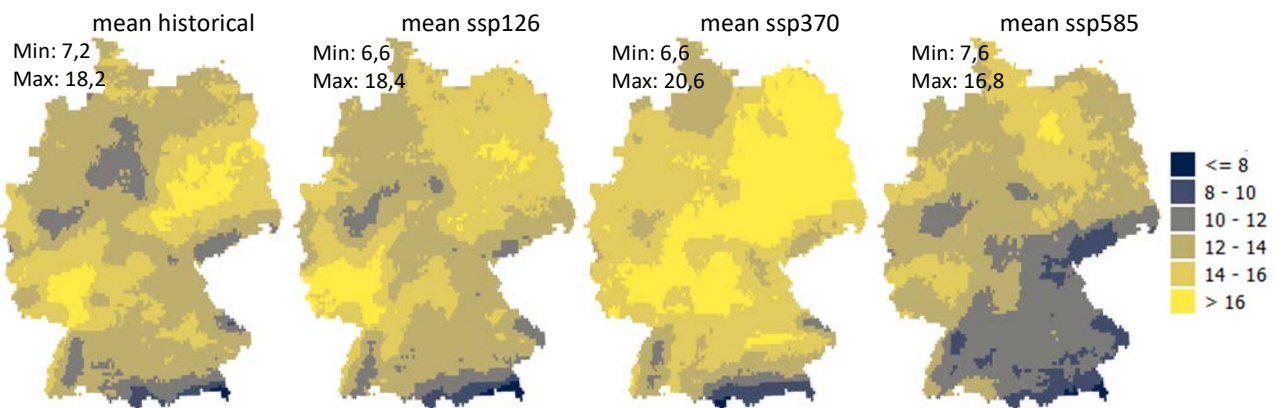 mean historical
Min: 7,2
Max: 18,2
mean ssp126
Min: 6,6
Max: 18,4
mean ssp370
Min: 6,6
Max: 20,6
mean ssp585
Min: 7,6
Max: 16,8
<= 8
8 - 10
10 - 12
12 - 14
14 - 16
> 16